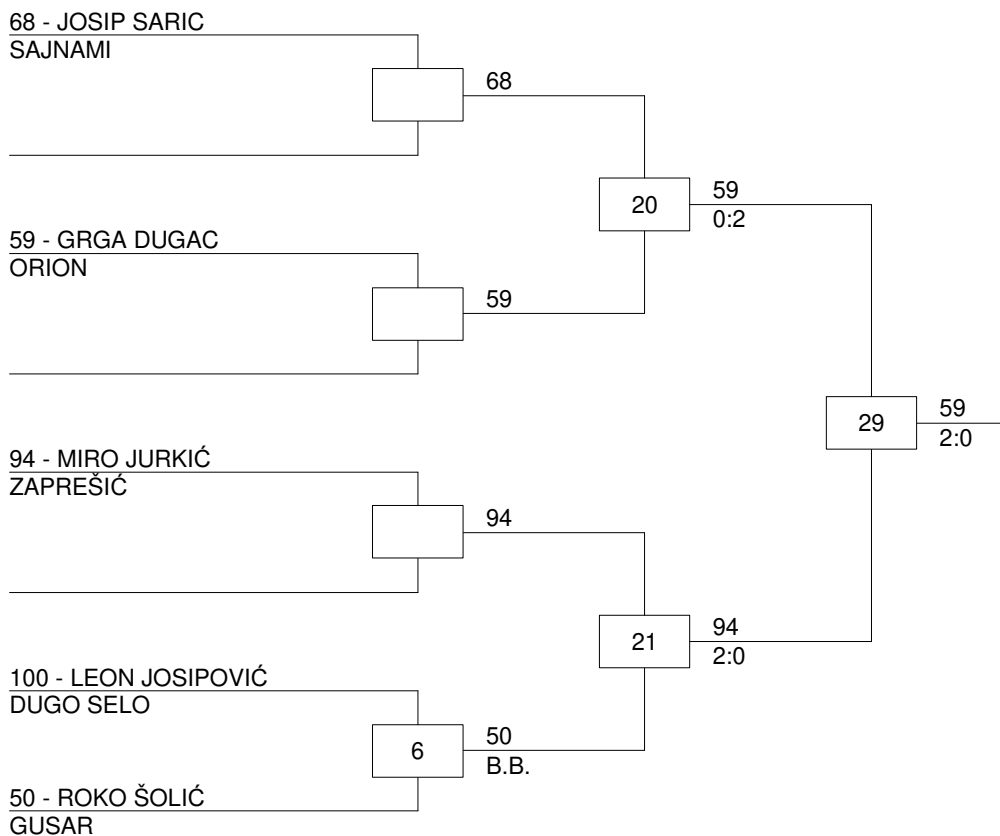 68 - JOSIP SARIC
SAJNAMI
68
20
59
0:2
59 - GRGA DUGAC
ORION
59
29
59
2:0
94 - MIRO JURKIĆ
ZAPREŠIĆ
94
21
94
2:0
100 - LEON JOSIPOVIĆ
DUGO SELO
6
50
B.B.
50 - ROKO ŠOLIĆ
GUSAR